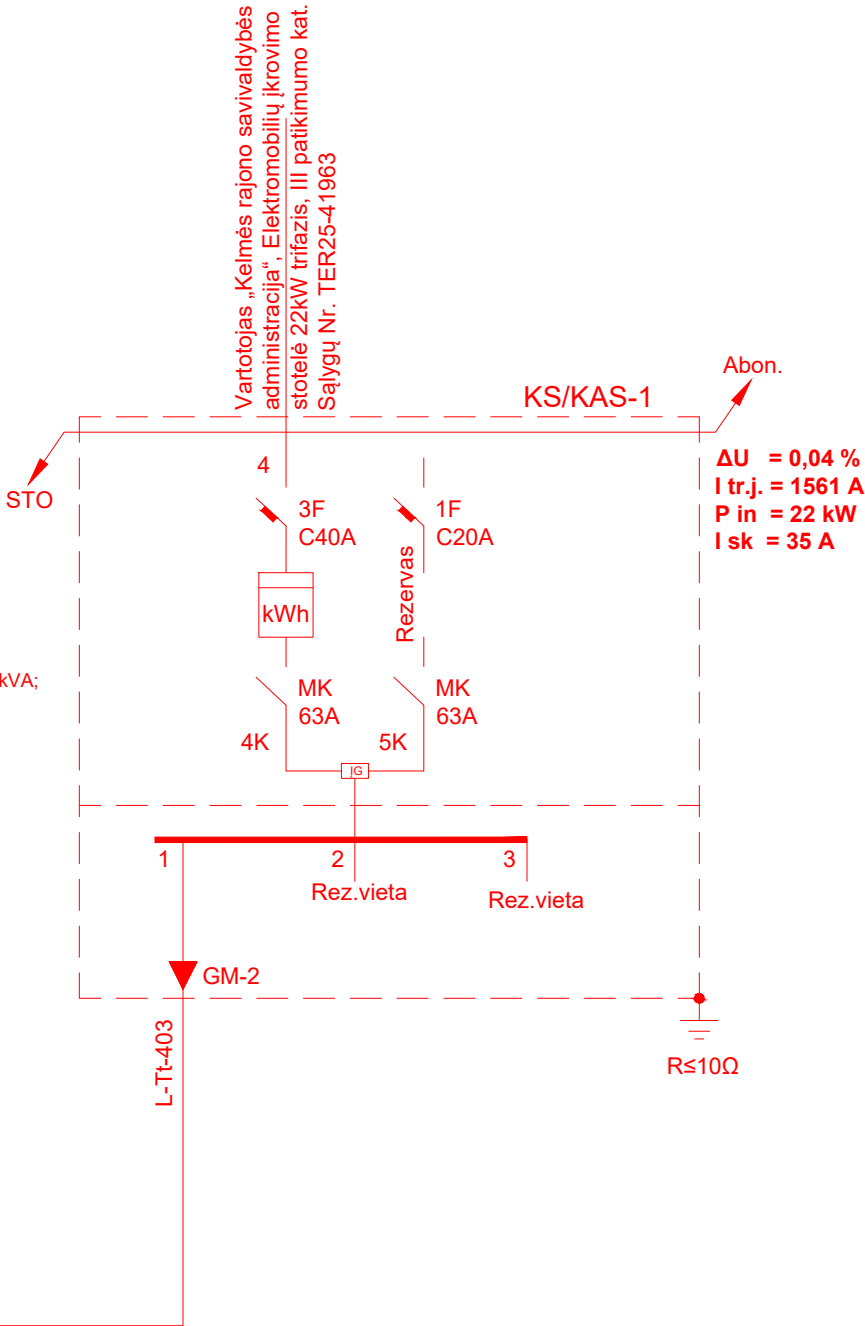 Vartotojas „Kelmės rajono savivaldybės
administracija“, Elektromobilių įkrovimo
stotelė 22kW trifazis, III patikimumo kat.
Sąlygų Nr. TER25-41963
KS/KAS-1
Abon.
STO
ΔU = 0,04 %
I tr.j. = 1561 A
P in = 22 kW
I sk = 35 A
4
3F
C40A
1F
C20A
kWh
Rezervas
kVA;
MK
63A
MK
63A
4K
5K
ĮG
1
2
3
Rez.vieta
Rez.vieta
GM-2
L-Tt-403
R≤10Ω